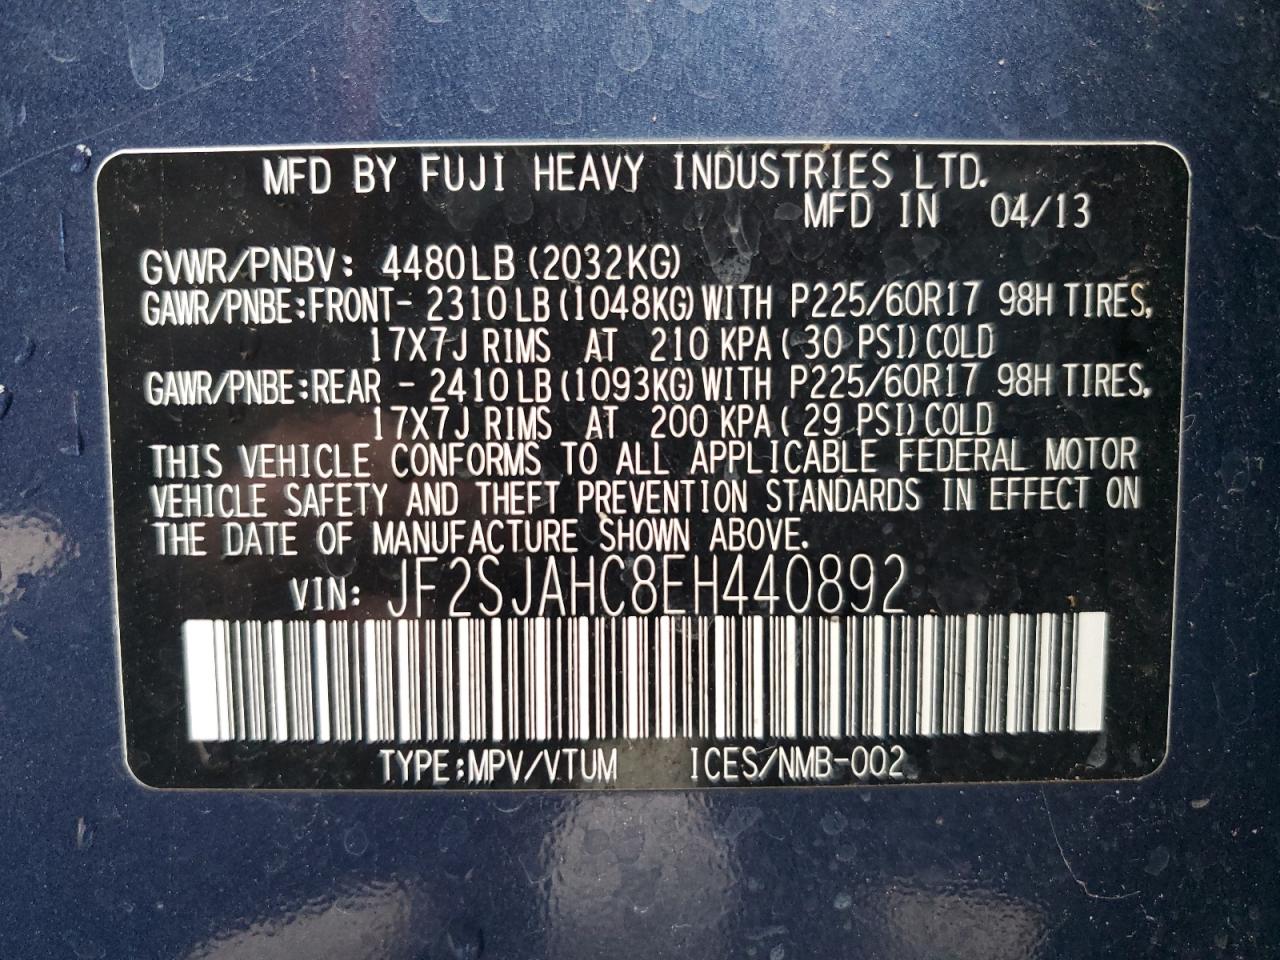 MFD BY FUJI HEAVY INDUSTRIES LTD.
MFD IN 04/13
GVWR/PNBV: 4480LB (2032KG)
GAWR/PNBE:FRONT- 2310LB (1048KG) WITH P225/60R17 98H TIRES,
17X7J RIMS AT 210 KPA ( 30 PSI) COLD
GAWR/PNBE:REAR - 2410LB (1093KG) WITH P225/60R17 98H TIRES,
17X7J RIMS AT 200 KPA ( 29 PSI) COLD
THIS VEHICLE CONFORMS TO ALL APPLICABLE FEDERAL MOTOR
VEHICLE SAFETY AND THEFT PREVENTION STANDARDS IN EFFECT ON
THE DATE OF MANUFACTURE SHOWN ABOVE.
VIN: JF2SJAHC8EH440892
TYPE:MPV/VTUM ICES/NMB-002